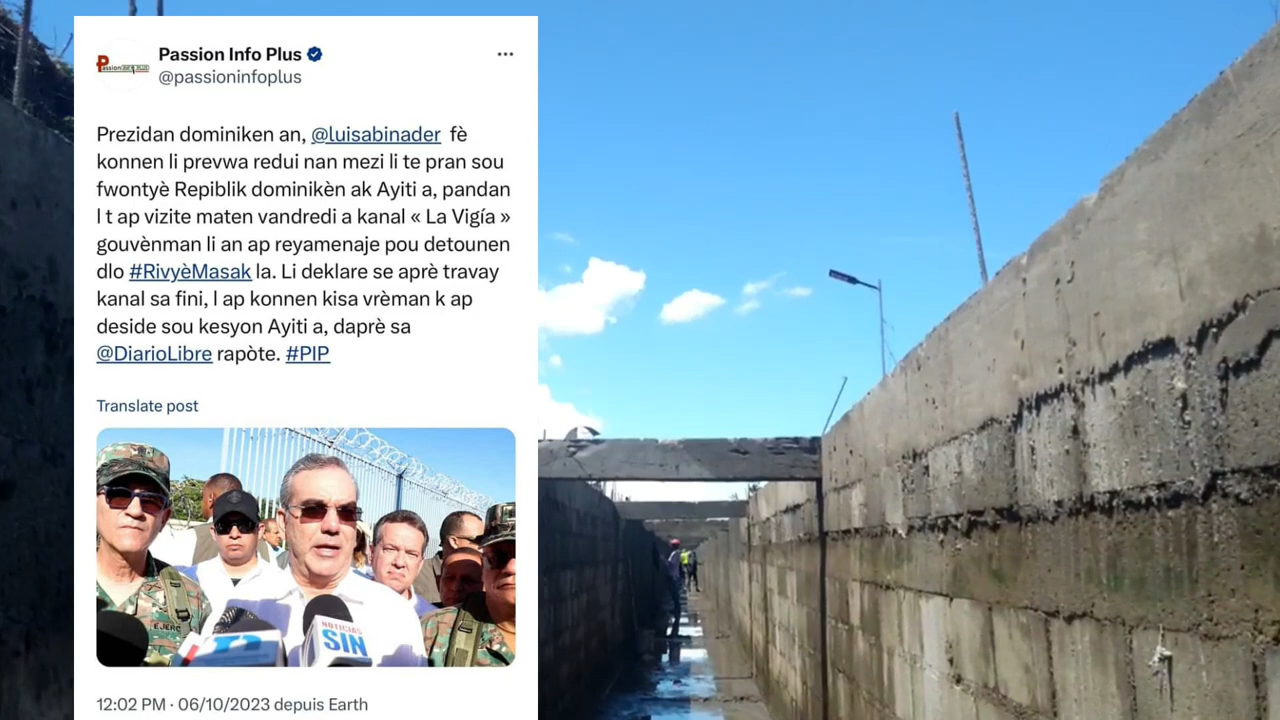 Passion Info Plus
@passioninfoplus
Prezidan dominiken an, @luisabinader fè
konnen li prevwa redui nan mezi li te pran sou
fwontyè Repiblik dominikèn ak Ayiti a, pandan
l t ap vizite maten vandredi a kanal « La Vigía »
gouvènman li an ap reyamenaje pou detounen
dlo #RivyèMasak la. Li deklare se aprè travay
kanal sa fini, l ap konnen kisa vrèman k ap
deside sou kesyon Ayiti a, daprè sa
@DiarioLibre rapòte. #PIP
Translate post
NOTICIAS
SIN
12:02 PM · 06/10/2023 depuis Earth